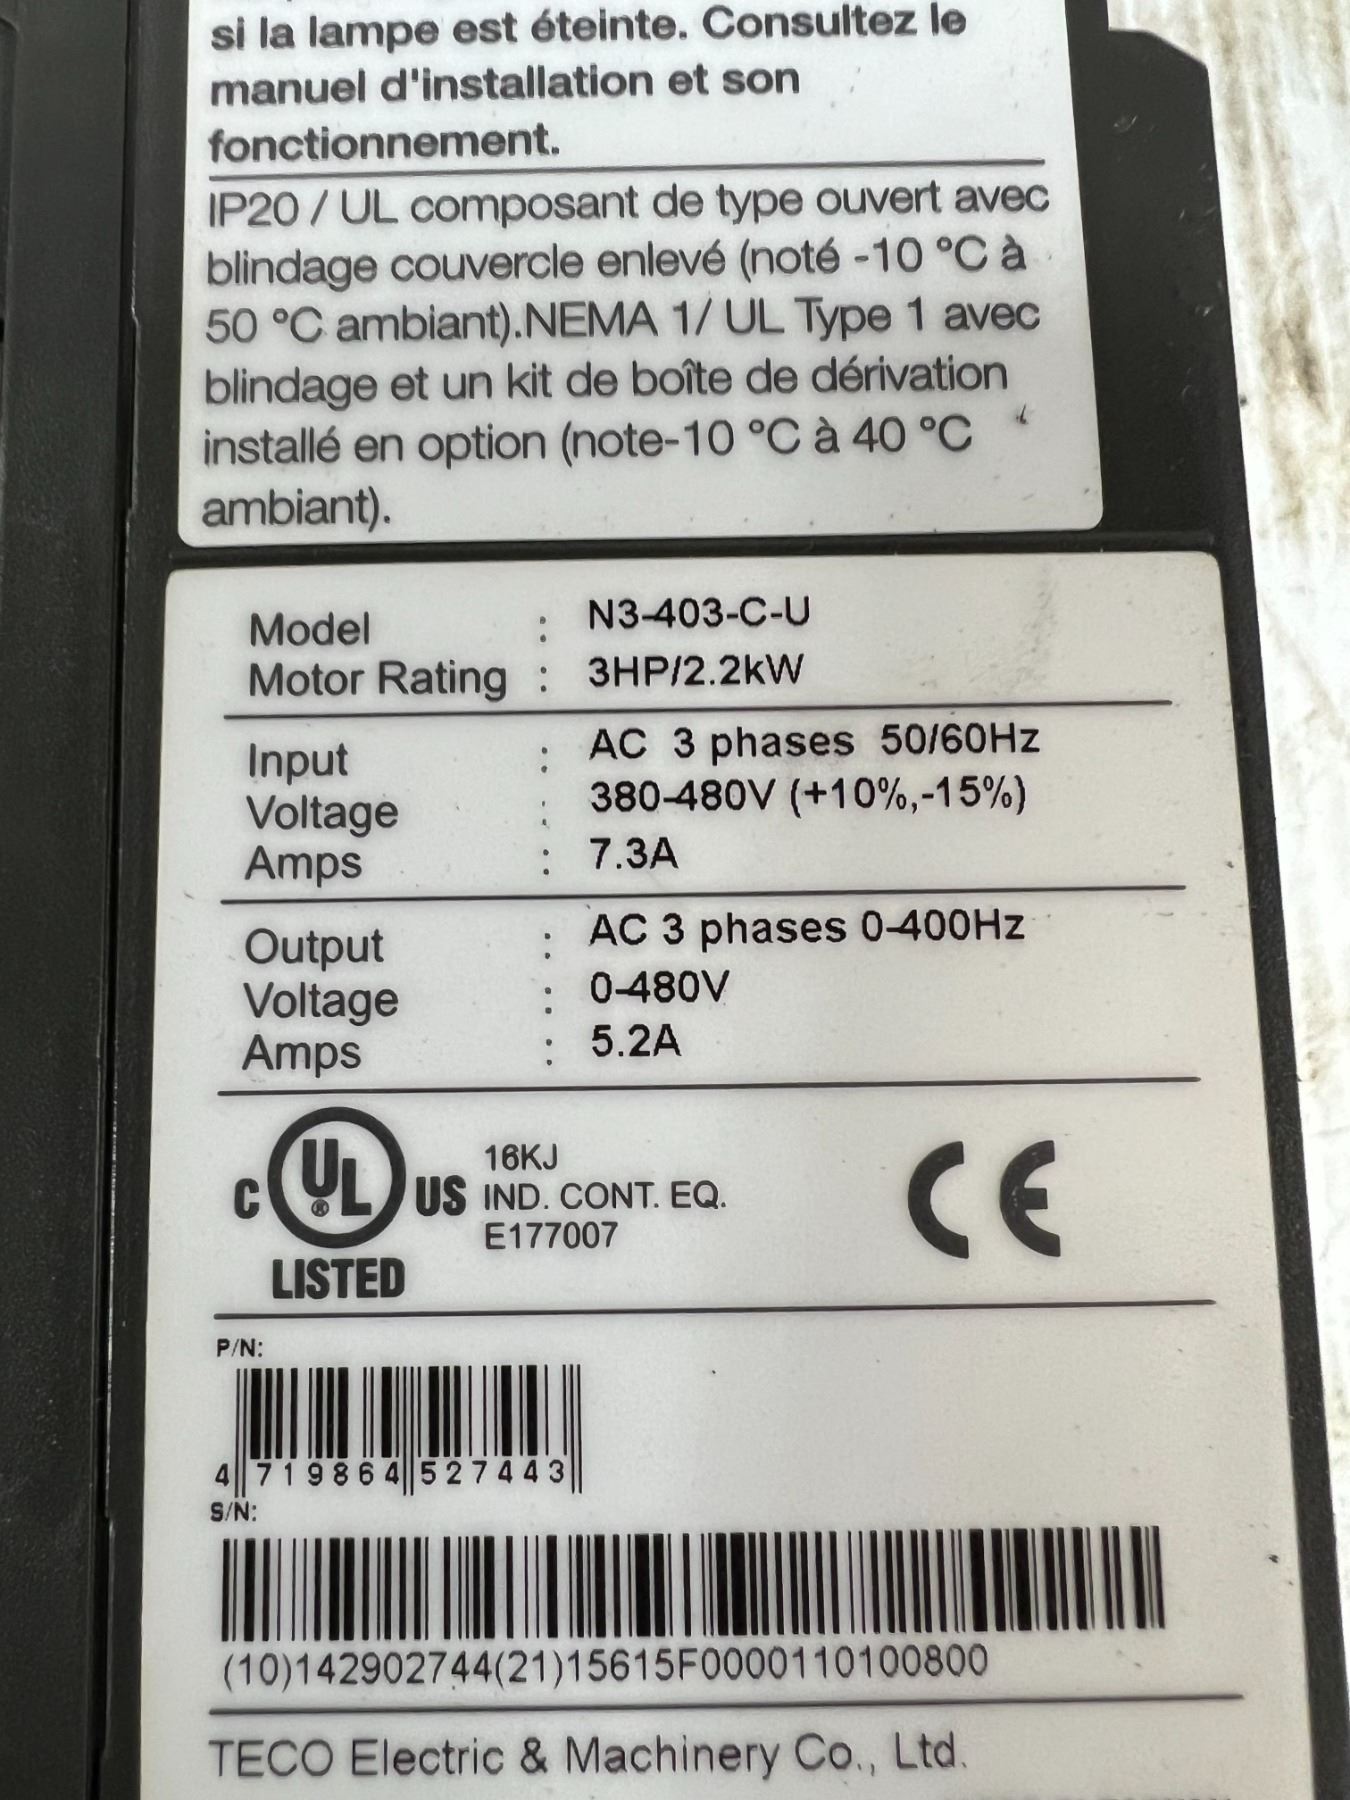 si la lampe est éteinte. Consultez le
manuel d'installation et son
fonctionnement.
IP20 / UL composant de type ouvert avec
blindage couvercle enlevé (noté -10 °C à
50 °C ambiant).NEMA 1/ UL Type 1 avec
blindage et un kit de boîte de dérivation
installé en option (note-10 °C à 40 °C
ambiant).
Model : N3-403-C-U
Motor Rating : 3HP/2.2kW
Input : AC 3 phases 50/60Hz
Voltage : 380-480V (+10%,-15%)
Amps : 7.3A
Output : AC 3 phases 0-400Hz
Voltage : 0-480V
Amps : 5.2A
C UL ® US
LISTED
16KJ
IND. CONT. EQ.
E177007
CE
P/N:
4 719864 527443
S/N:
(10)142902744(21)15615F0000110100800
TECO Electric & Machinery Co., Ltd.